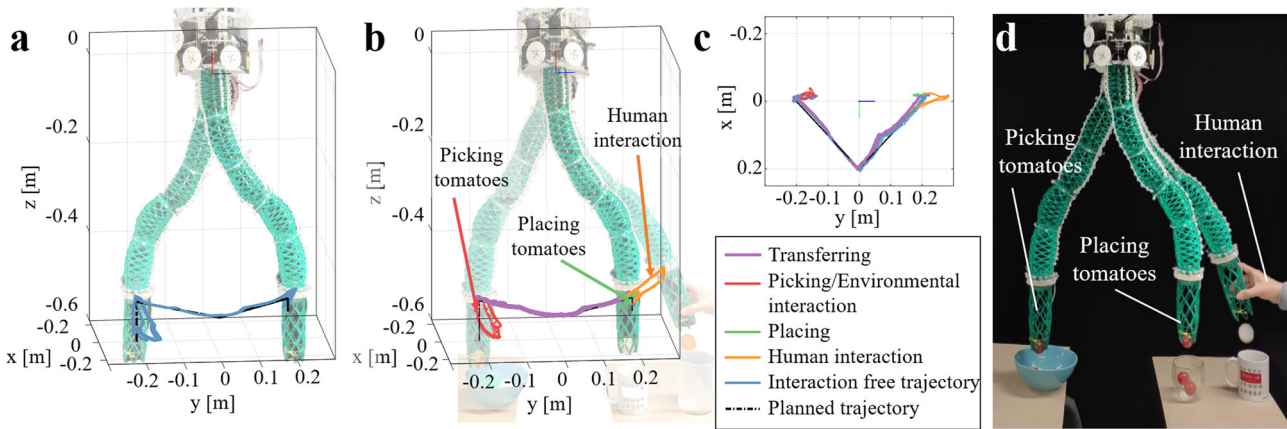 a
0
-0.2
-0.4
-0.6
z [m]
-0.2
0
-0.2
x [m]
-0.2
-0.1
0
0.1
0.2
y [m]
b
0
-0.2
-0.4
-0.6
z [m]
Picking
tomatoes
Human
interaction
Placing
tomatoes
-0.2
0
-0.2
x [m]
-0.2
-0.1
0
0.1
0.2
y [m]
c
-0.2
0
0.2
x [m]
-0.2
-0.1
0
0.1
0.2
y [m]
Transferring
Picking/Environmental
interaction
Placing
Human interaction
Interaction free trajectory
Planned trajectory
d
Picking
tomatoes
Human
interaction
Placing
tomatoes